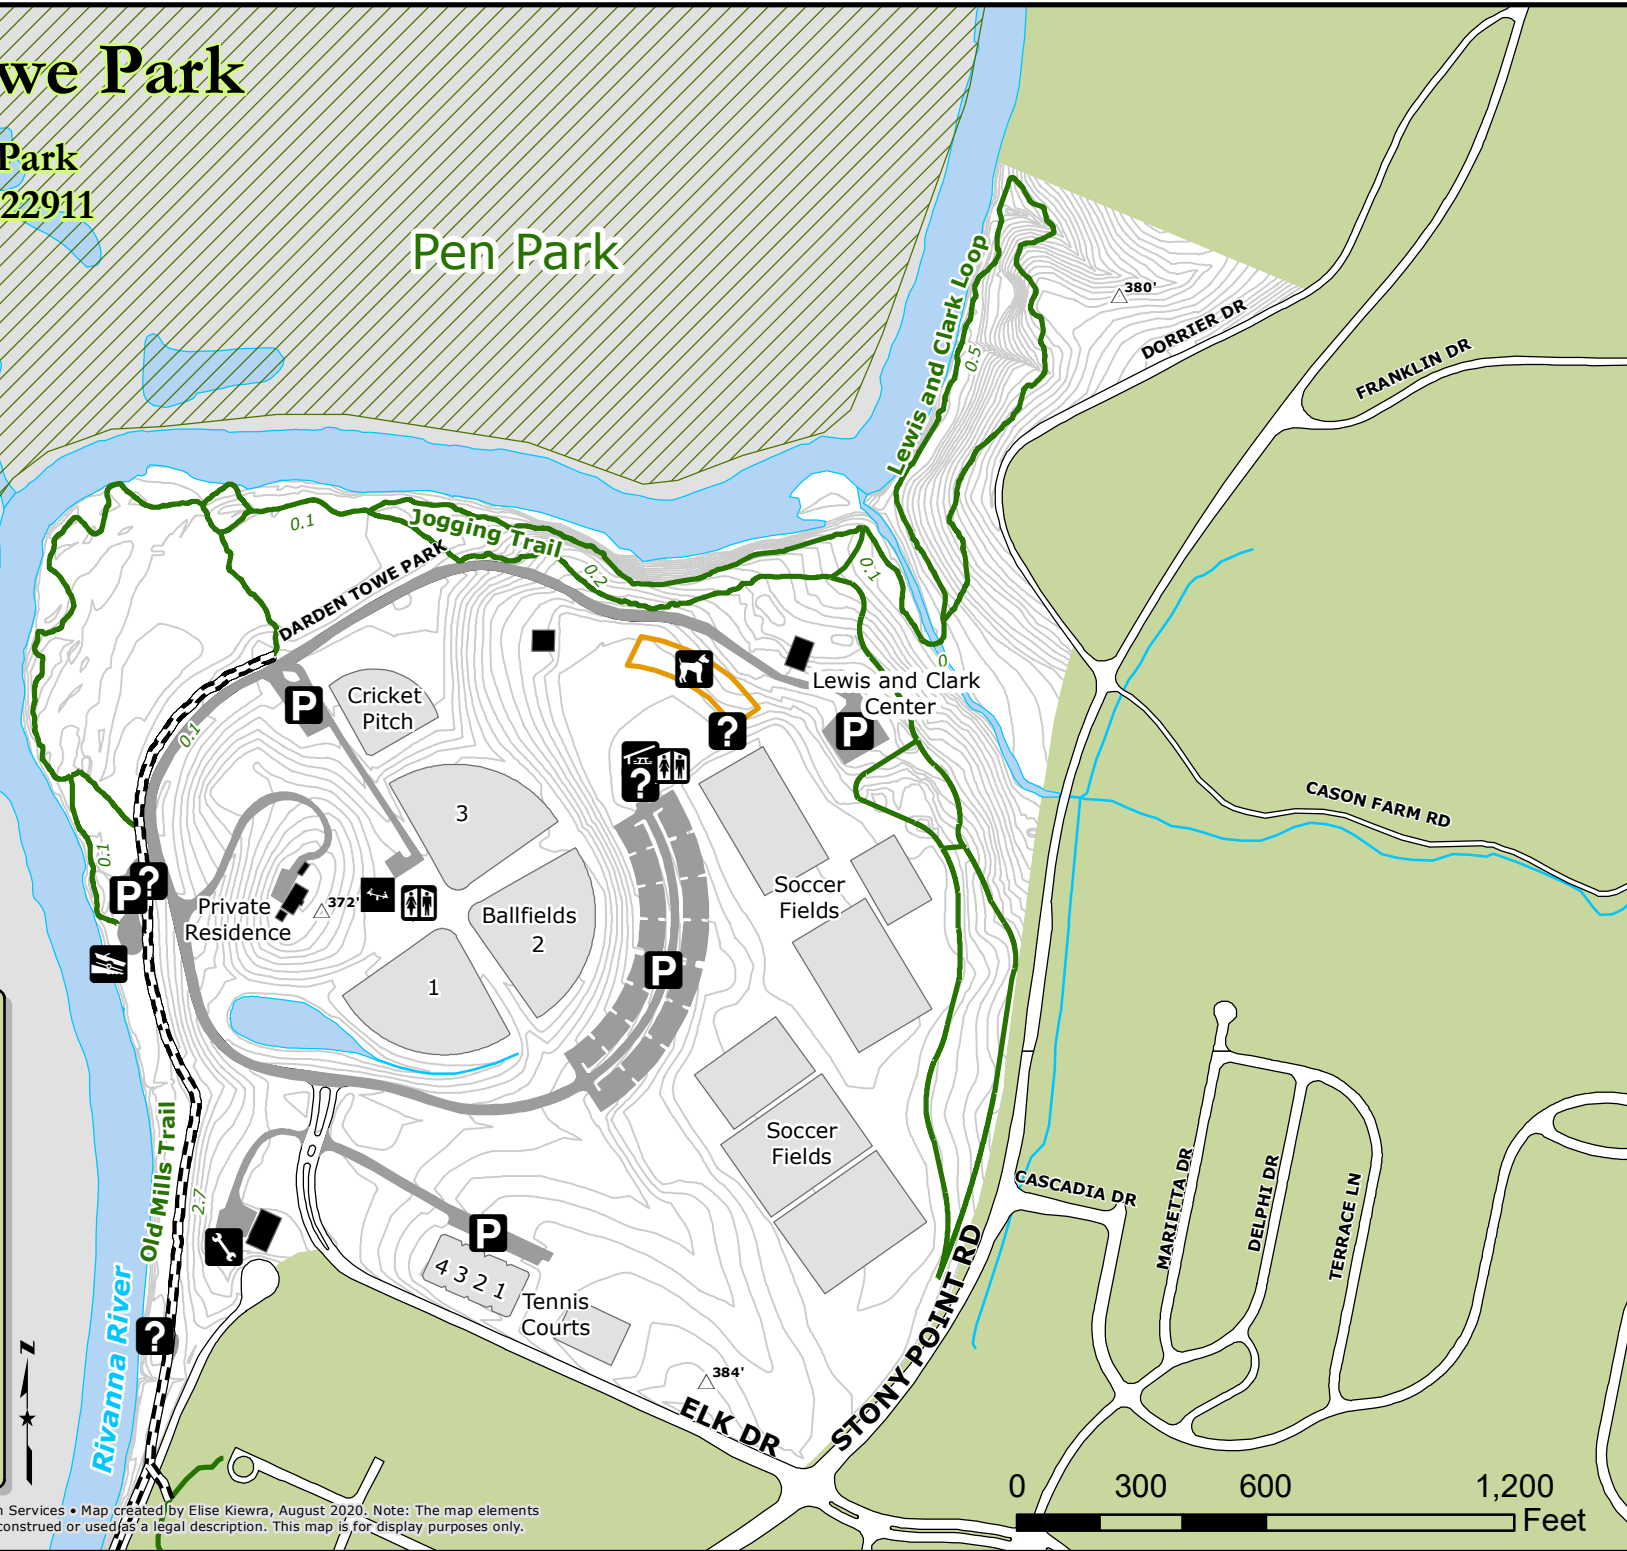 we Park
Park
22911
Pen Park
Lewis and Clark Loop
0.5
380'
DORRIER DR
FRANKLIN DR
Jogging Trail
0.1
0.2
0.1
DARDEN TOWE PARK
0
Lewis and Clark
Center
P
Cricket
Pitch
P
?
0.1
?
3
CASON FARM RD
0.1
?
P
Private
Residence
372'
Ballfields
2
Soccer
Fields
1
P
Old Mills Trail
2.7
Soccer
Fields
CASCADIA DR
MARIETTA DR
DELPHI DR
TERRACE LN
P
4 3 2 1
Tennis
Courts
?
Rivanna River
384'
ELK DR
STONY POINT RD
Z
0 300 600 1,200
Feet
Services • Map created by Elise Kiewra, August 2020. Note: The map elements
construed or used as a legal description. This map is for display purposes only.